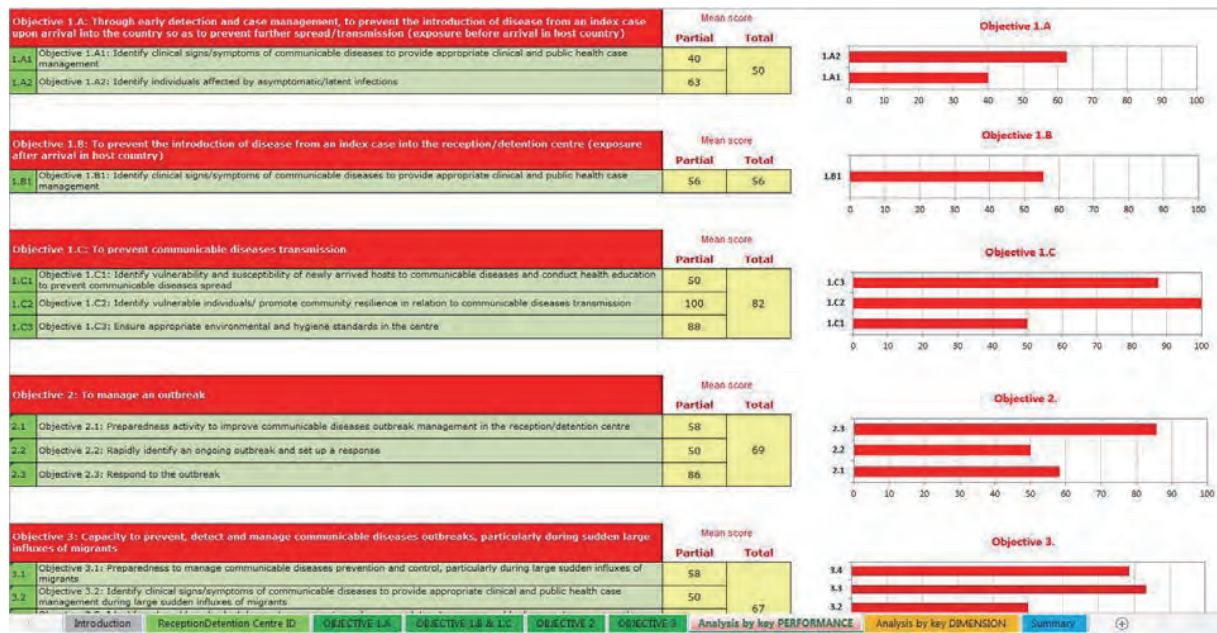 Objective 1.A: Through early detection and case management, to prevent the introduction of disease from an index case
upon arrival into the country so as to prevent further spread/transmission (exposure before arrival in host country)
Mean score
Partial Total
1.A1 Objective 1.A1: Identify clinical signs/symptoms of communicable diseases to provide appropriate clinical and public health case
management
40
50
1.A2 Objective 1.A2: Identify individuals affected by asymptomatic/latent infections
63
Objective 1.A
1.A2
1.A1
0 10 20 30 40 50 60 70 80 90 100
Objective 1.B: To prevent the introduction of disease from an index case into the reception/detention centre (exposure
after arrival in host country)
Mean score
Partial Total
1.B1 Objective 1.B1: Identify clinical signs/symptoms of communicable diseases to provide appropriate clinical and public health case
management
56 56
Objective 1.B
1.B1
0 10 20 30 40 50 60 70 80 90 100
Objective 1.C: To prevent communicable diseases transmission
Mean score
Partial Total
1.C1 Objective 1.C1: Identify vulnerability and susceptibility of newly arrived hosts to communicable diseases and conduct health education
to prevent communicable diseases spread
50
1.C2 Objective 1.C2: Identify vulnerable individuals/ promote community resilience in relation to communicable diseases transmission
100 82
1.C3 Objective 1.C3: Ensure appropriate environmental and hygiene standards in the centre
88
Objective 1.C
1.C3
1.C2
1.C1
0 10 20 30 40 50 60 70 80 90 100
Objective 2: To manage an outbreak
Mean score
Partial Total
2.1 Objective 2.1: Preparedness activity to improve communicable diseases outbreak management in the reception/detention centre
58
2.2 Objective 2.2: Rapidly identify an ongoing outbreak and set up a response
50 69
2.3 Objective 2.3: Respond to the outbreak
86
Objective 2.
2.3
2.2
2.1
0 10 20 30 40 50 60 70 80 90 100
Objective 3: Capacity to prevent, detect and manage communicable diseases outbreaks, particularly during sudden large
influxes of migrants
Mean score
Partial Total
3.1 Objective 3.1: Preparedness to manage communicable diseases prevention and control, particularly during large sudden influxes of
migrants
58
3.2 Objective 3.2: Identify clinical signs/symptoms of communicable diseases to provide appropriate clinical and public health case
management during large sudden influxes of migrants
50
67
Objective 3.
3.4
3.3
3.2
Introduction ReceptionDetention Centre ID OBJECTIVE 1.A OBJECTIVE 1.B & 1.C OBJECTIVE 2 OBJECTIVE 3 Analysis by key PERFORMANCE Analysis by key DIMENSION Summary